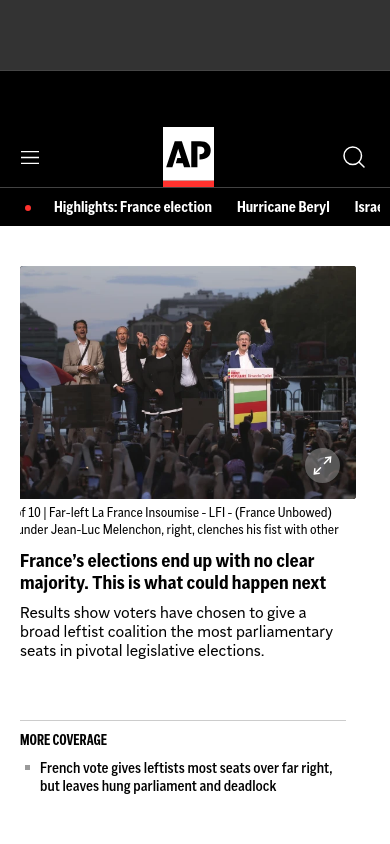 AP
Highlights: France election Hurricane Beryl
of 10 | Far-left La France Insoumise - LFI - (France Unbowed)
under Jean-Luc Melenchon, right, clenches his fist with other
France’s elections end up with no clear
majority. This is what could happen next
Results show voters have chosen to give a
broad leftist coalition the most parliamentary
seats in pivotal legislative elections.
MORE COVERAGE
French vote gives leftists most seats over far right,
but leaves hung parliament and deadlock